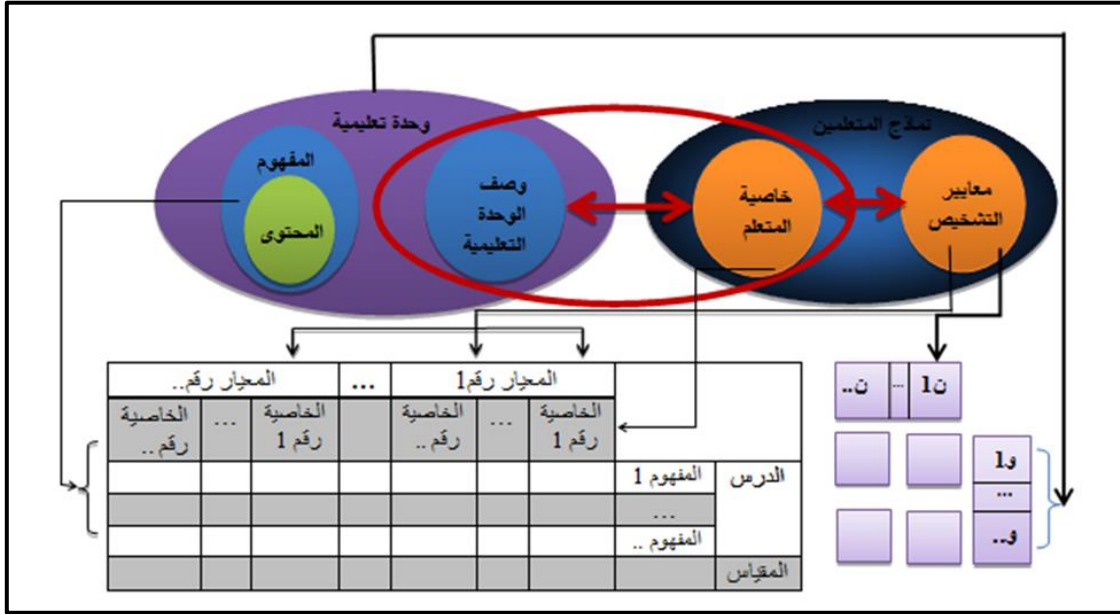 نماذج المتعلمين
وحدة تعليمية
معايير
التشخيص
خاصية
المتعلم
وصف
الوحدة
التعليمية
المفهوم
المحتوى
المعيار رقم1
...
المعيار رقم..
الخاصية
رقم 1
...
الخاصية
رقم ..
الخاصية
رقم 1
...
الخاصية
رقم ..
الدرس
المفهوم 1
...
المفهوم ..
المقياس
ن1
...
ن..
و1
...
و..